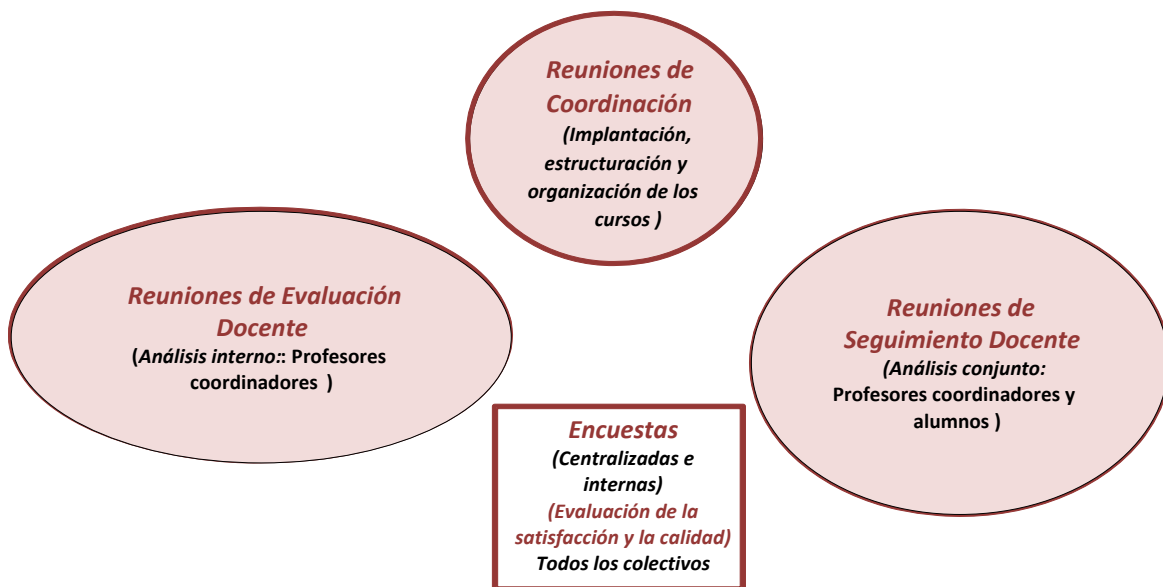 Reuniones de
Coordinación
(Implantación,
estructuración y
organización de los
cursos )
Reuniones de Evaluación
Docente
(Análisis interno:: Profesores
coordinadores )
Reuniones de
Seguimiento Docente
(Análisis conjunto:
Profesores coordinadores y
alumnos )
Encuestas
(Centralizadas e
internas)
(Evaluación de la
satisfacción y la calidad)
Todos los colectivos